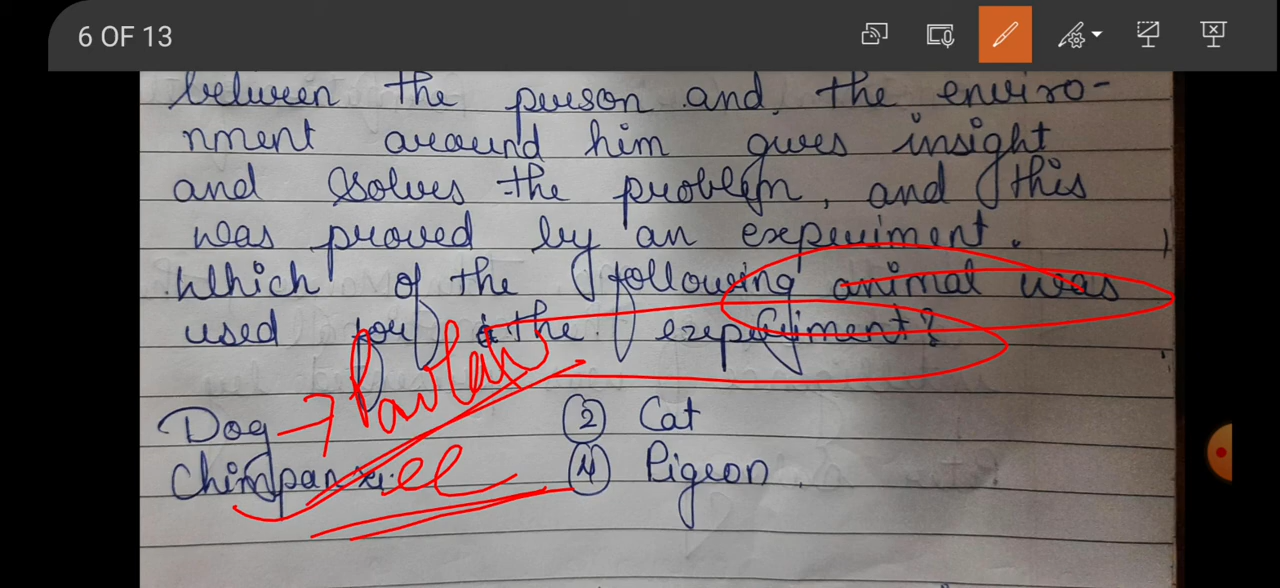 6 OF 13
between the person and the enviro-
nment around him gives insight
and solves the problem, and this
was proved by an experiment.
Which of the following animal was
used for the experiment?
Pavlov
Dog → ② Cat
Chimpanzee ④ Pigeon